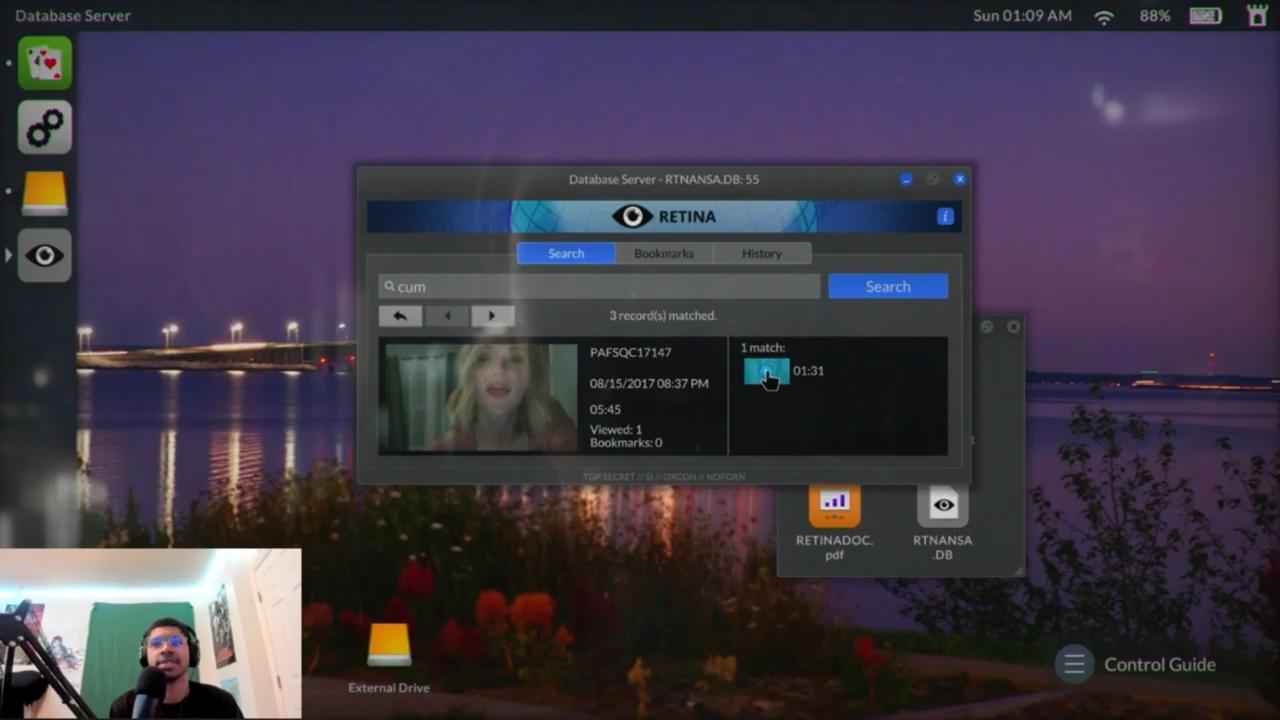 Database Server
Sun 01:09 AM
88%
Database Server - RTNANSA.DB: 55
RETINA
i
Search
Bookmarks
History
cum
Search
3 record(s) matched.
PAFSQC17147
08/15/2017 08:37 PM
05:45
Viewed: 1
Bookmarks: 0
1 match:
01:31
TOP SECRET // SI // ORCON // NOFORN
RETINADOC.
pdf
RTNANSA
.DB
External Drive
Control Guide